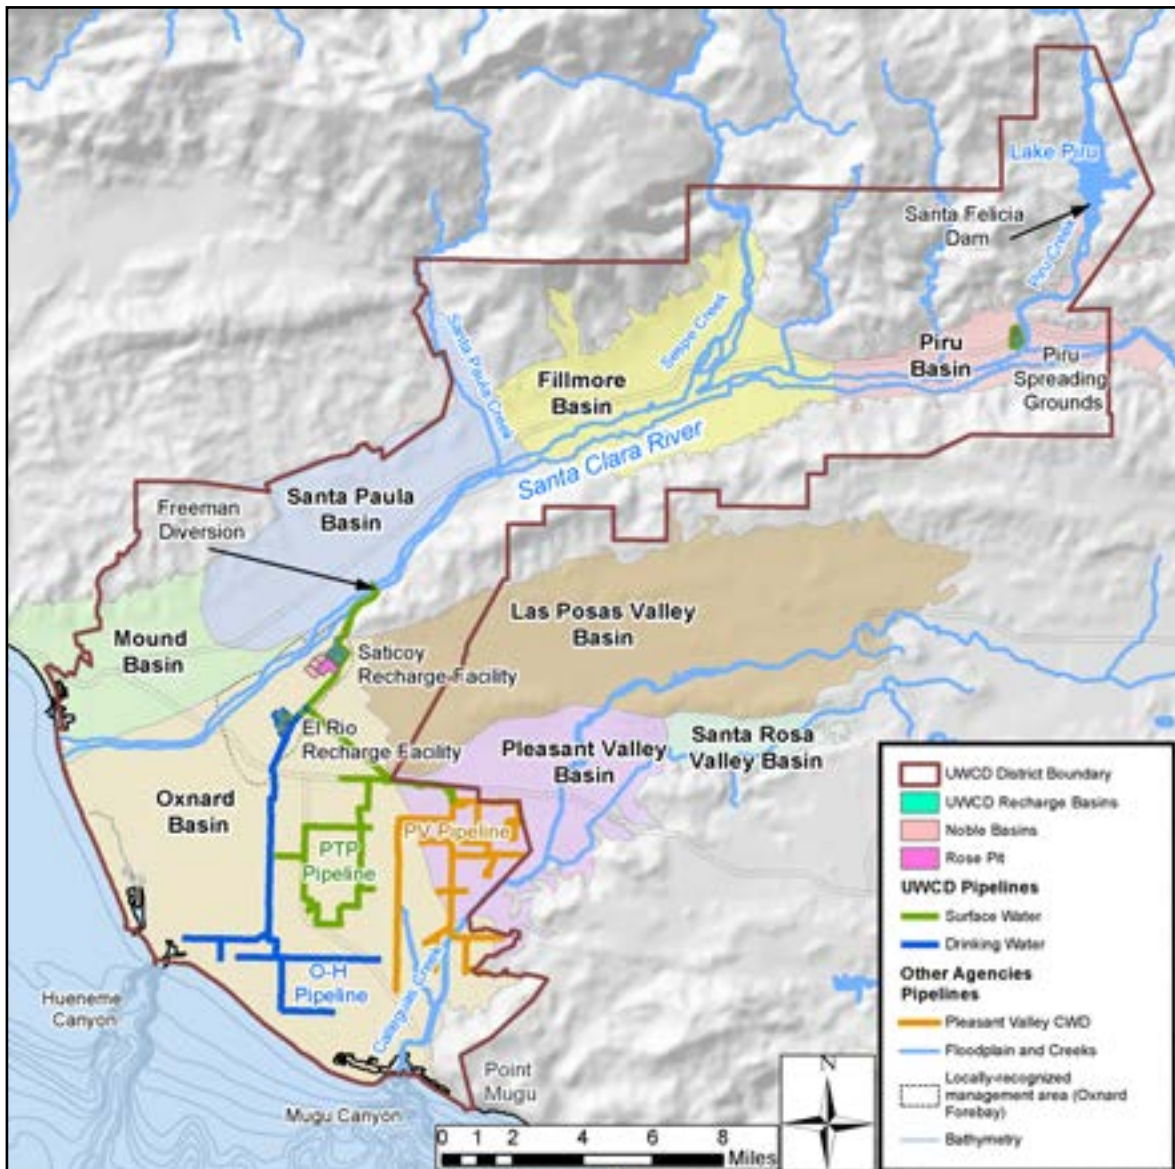 Lake Piru
Santa Felicia
Dam
Piru Creek
Santa Paula Creek
Sespe Creek
Fillmore
Basin
Piru
Basin
Piru
Spreading
Grounds
Santa Clara River
Santa Paula
Basin
Freeman
Diversion
Las Posas Valley
Basin
Mound
Basin
Saticoy
Recharge Facility
El Rio
Recharge Facility
Pleasant Valley
Basin
Santa Rosa
Valley Basin
Oxnard
Basin
PV Pipeline
PTP
Pipeline
O-H
Pipeline
Calleguas Creek
Hueneme
Canyon
Mugu Canyon
Point
Mugu
UWCD District Boundary
UWCD Recharge Basins
Noble Basins
Rose Pit
UWCD Pipelines
Surface Water
Drinking Water
Other Agencies
Pipelines
Pleasant Valley CWD
Floodplain and Creeks
Locally-recognized
management area (Oxnard
Forebay)
Bathymetry
N
0 1 2 4 6 8
Miles